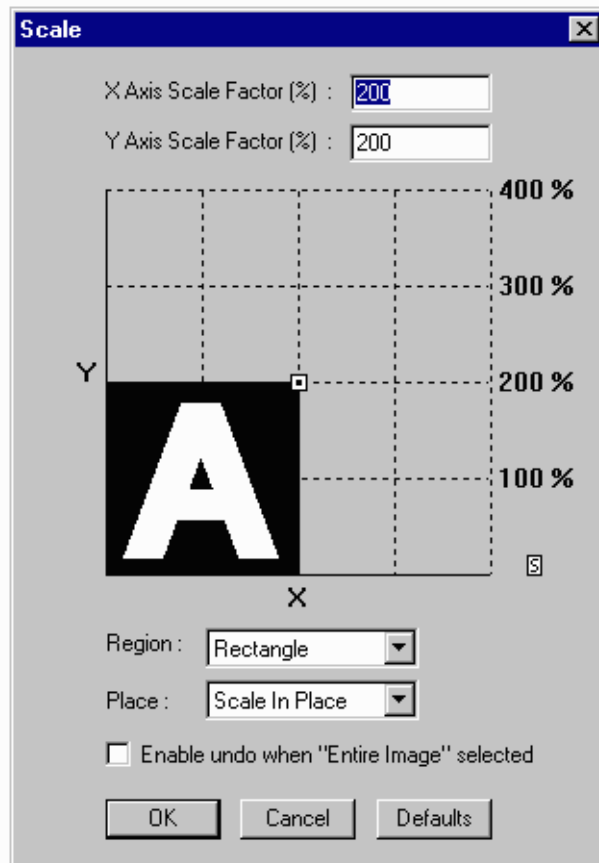 Scale
X Axis Scale Factor (%) : 200
Y Axis Scale Factor (%) : 200
400 %
300 %
Y
200 %
A
100 %
S
X
Region : Rectangle
Place : Scale In Place
Enable undo when "Entire Image" selected
OK Cancel Defaults